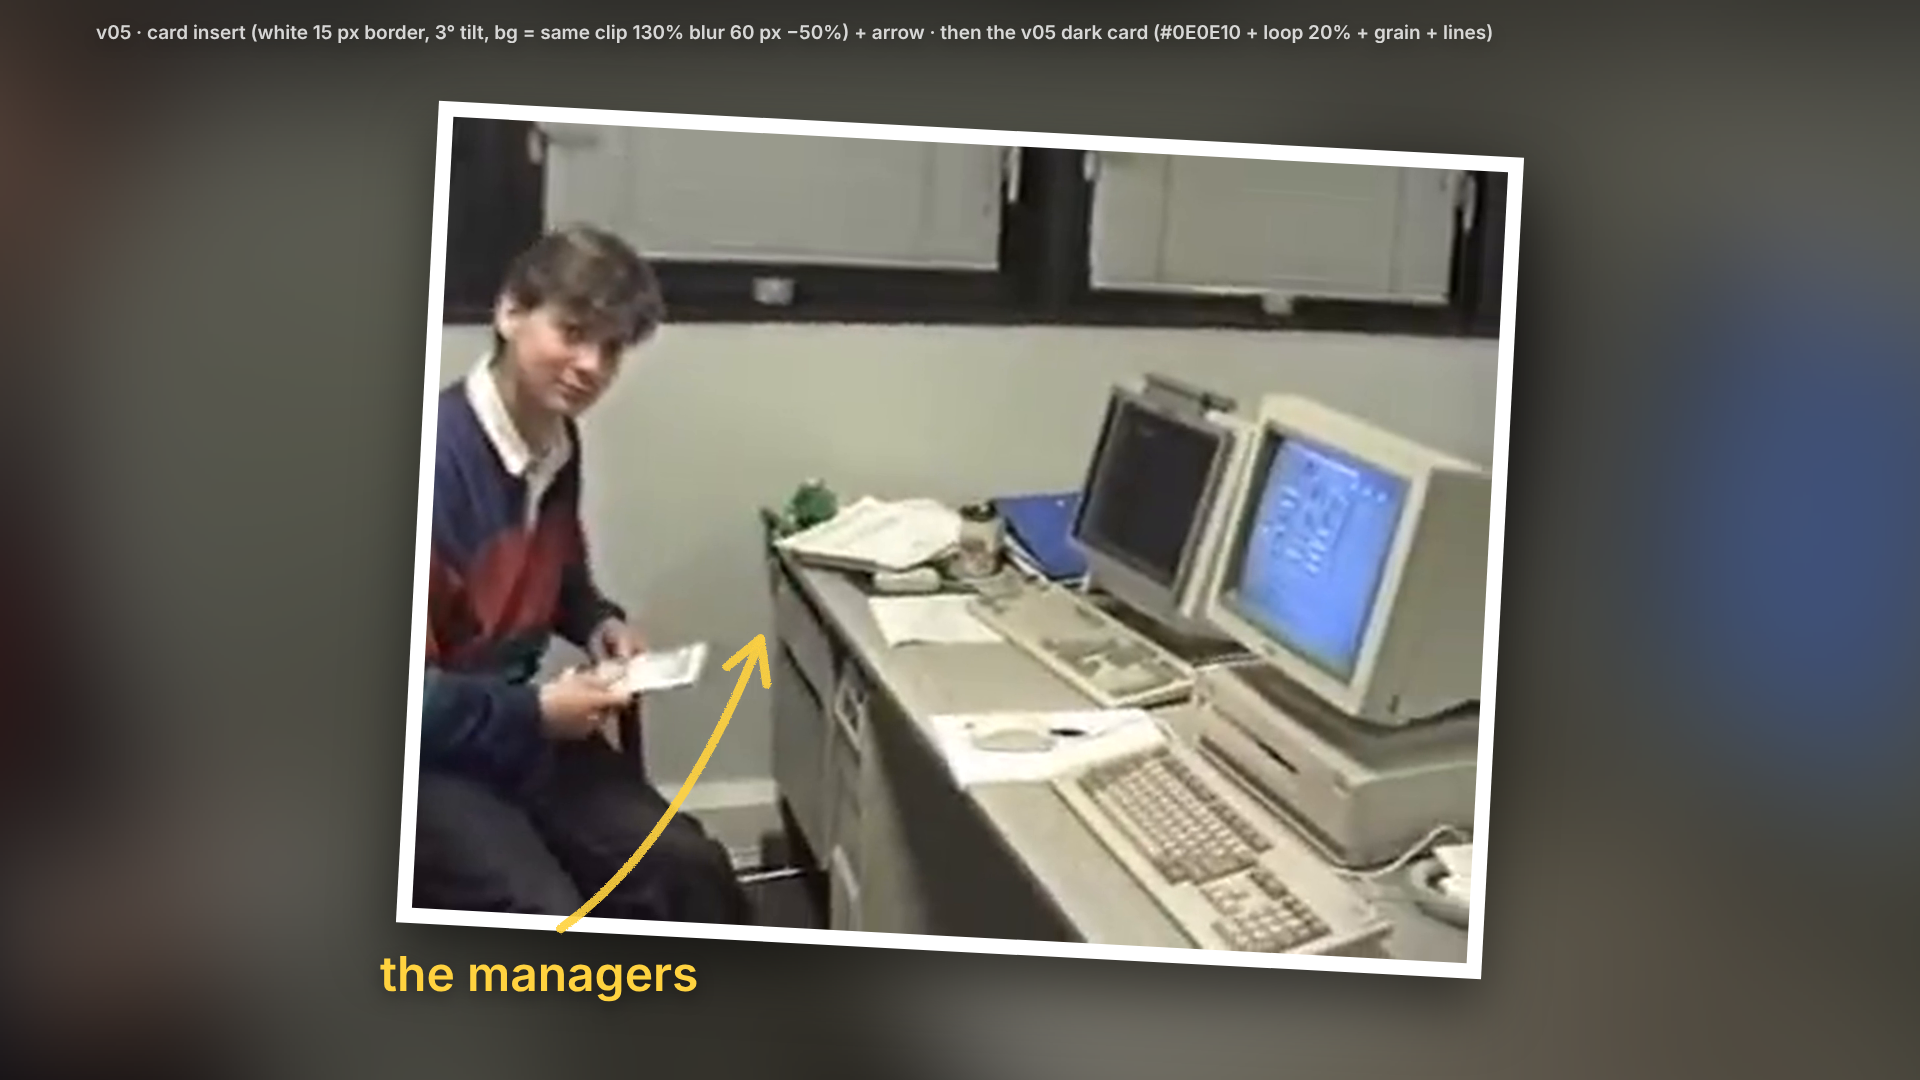 v05 · card insert (white 15 px border, 3° tilt, bg = same clip 130% blur 60 px −50%) + arrow · then the v05 dark card (#0E0E10 + loop 20% + grain + lines)
the managers